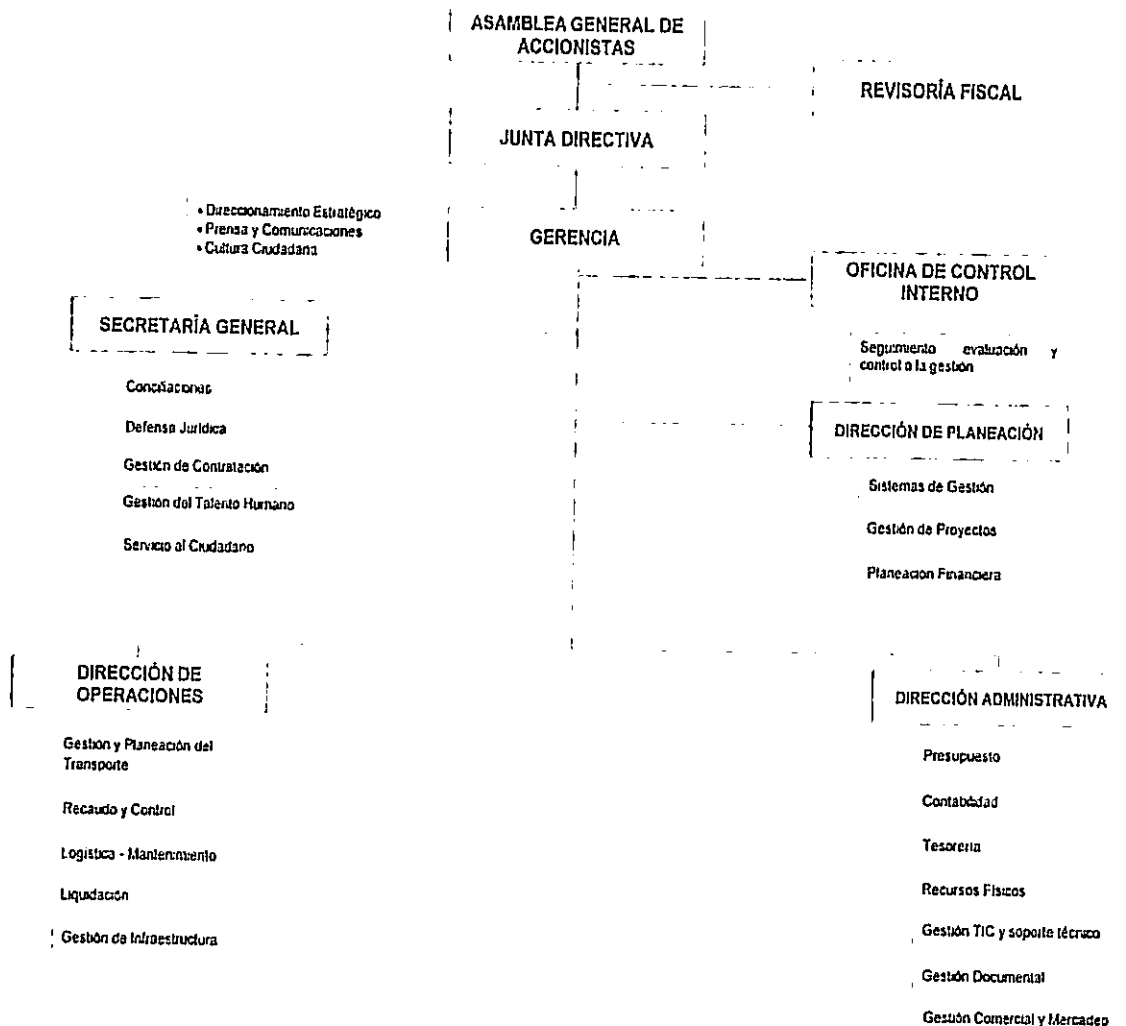 ASAMBLEA GENERAL DE
ACCIONISTAS
REVISORÍA FISCAL
JUNTA DIRECTIVA
• Direccionamiento Estratégico
• Prensa y Comunicaciones
• Cultura Ciudadana
GERENCIA
OFICINA DE CONTROL
INTERNO
SECRETARÍA GENERAL
Seguimiento evaluación y
control a la gestión
Conciliaciones
Defensa Jurídica
Gestión de Contratación
Gestión del Talento Humano
Servicio al Ciudadano
DIRECCIÓN DE PLANEACIÓN
Sistemas de Gestión
Gestión de Proyectos
Planeación Financiera
DIRECCIÓN DE
OPERACIONES
Gestión y Planeación del
Transporte
Recaudo y Control
Logística - Mantenimiento
Liquidación
Gestión de Infraestructura
DIRECCIÓN ADMINISTRATIVA
Presupuesto
Contabilidad
Tesorería
Recursos Físicos
Gestión TIC y soporte técnico
Gestión Documental
Gestión Comercial y Mercadeo